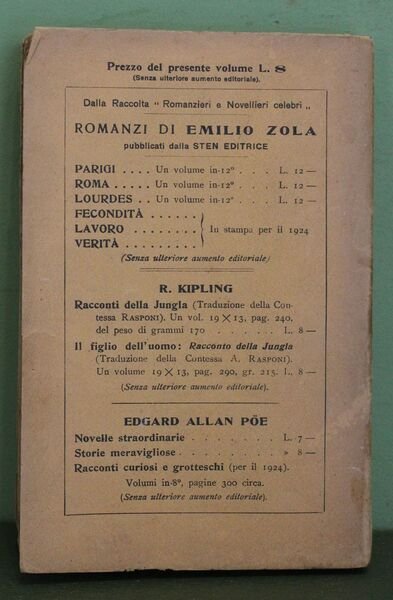 Prezzo del presente volume L. 8
(Senza ulteriore aumento editoriale).
Dalla Raccolta " Romanzieri e Novellieri celebri „
ROMANZI DI EMILIO ZOLA
pubblicati dalla STEN EDITRICE
PARIGI . . . . Un volume in-12° . . . L. 12 —
ROMA . . . . . Un volume in-12° . . . L. 12 —
LOURDES . . Un volume in-12° . . . L. 12 —
FECONDITÀ . . . . . .
LAVORO . . . . . . . . In stampa per il 1924
VERITÀ . . . . . . . . .
(Senza ulteriore aumento editoriale)
R. KIPLING
Racconti della Jungla (Traduzione della Con-
tessa RASPONI). Un vol. 19 X 13, pag. 240,
del peso di grammi 170 . . . . . . L. 8 —
Il figlio dell'uomo: Racconto della Jungla
(Traduzione della Contessa A. RASPONI).
Un volume 19 X 13, pag. 290, gr. 215. L. 8 —
(Senza ulteriore aumento editoriale).
EDGARD ALLAN PÖE
Novelle straordinarie . . . . . . . . L. 7 —
Storie meravigliose . . . . . . . . . » 8 —
Racconti curiosi e grotteschi (per il 1924).
Volumi in-8°, pagine 300 circa.
(Senza ulteriore aumento editoriale).